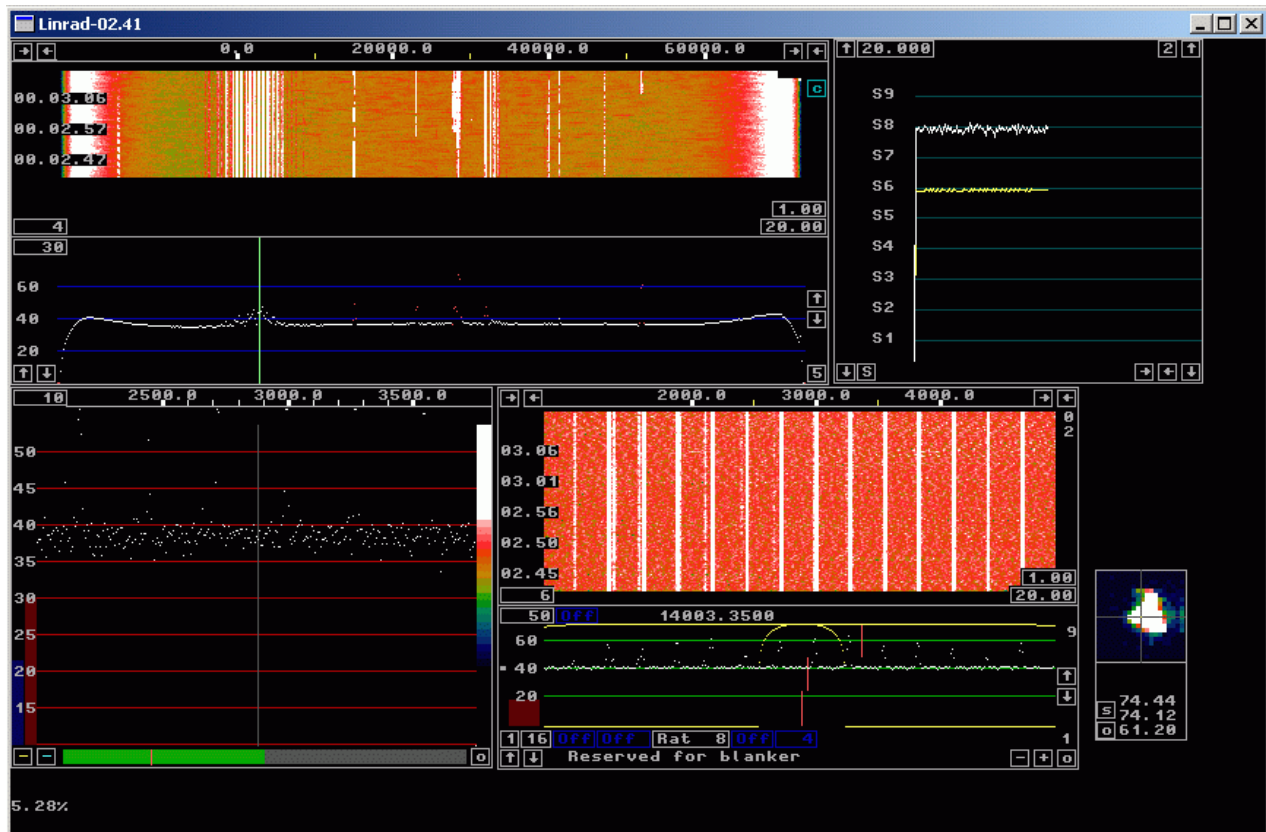 Linrad-02.41
0.0 20000.0 40000.0 60000.0
c
00.03.06
00.02.57
00.02.47
1.00
4 20.00
30
60
40
20
5
20.000 2
S9
S8
S7
S6
S5
S4
S3
S2
S1
S
10 2500.0 3000.0 3500.0
50
45
40
35
30
25
20
15
o
2000.0 3000.0 4000.0
0
2
03.06
03.01
02.56
02.50
02.45
1.00
6 20.00
50 Off 14003.3500
9
60
40
20
1 16 Off Off Rat 8 Off 4 1
Reserved for blanker - + o
74.44
S 74.12
o 61.20
5.28%